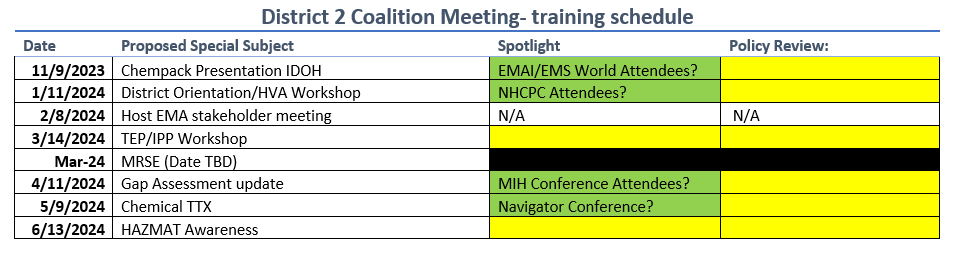 District 2 Coalition Meeting- training schedule
Date Proposed Special Subject Spotlight Policy Review:
11/9/2023 Chempack Presentation IDOH EMAI/EMS World Attendees?
1/11/2024 District Orientation/HVA Workshop NHCPC Attendees?
2/8/2024 Host EMA stakeholder meeting N/A N/A
3/14/2024 TEP/IPP Workshop
Mar-24 MRSE (Date TBD)
4/11/2024 Gap Assessment update MIH Conference Attendees?
5/9/2024 Chemical TTX Navigator Conference?
6/13/2024 HAZMAT Awareness